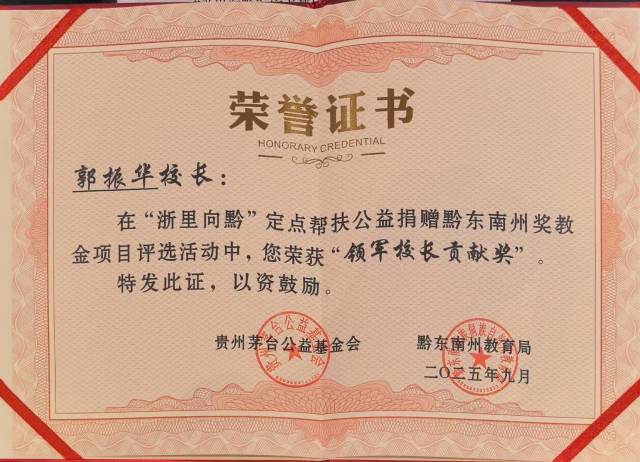 荣誉证书
HONORARY CREDENTIAL
郭振华校长：
在“浙里向黔”定点帮扶公益捐赠黔东南州奖教
金项目评选活动中，您荣获“领军校长贡献奖”。
特发此证，以资鼓励。
贵州茅台公益基金会
黔东南州教育局
二〇二五年九月